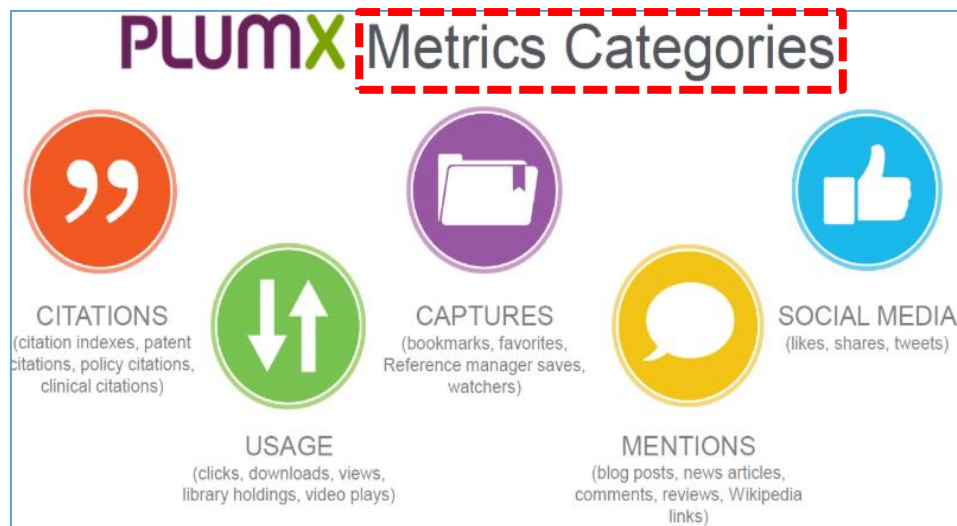 PLUMX Metrics Categories
CITATIONS
(citation indexes, patent
citations, policy citations,
clinical citations)
USAGE
(clicks, downloads, views,
library holdings, video plays)
CAPTURES
(bookmarks, favorites,
Reference manager saves,
watchers)
MENTIONS
(blog posts, news articles,
comments, reviews, Wikipedia
links)
SOCIAL MEDIA
(likes, shares, tweets)